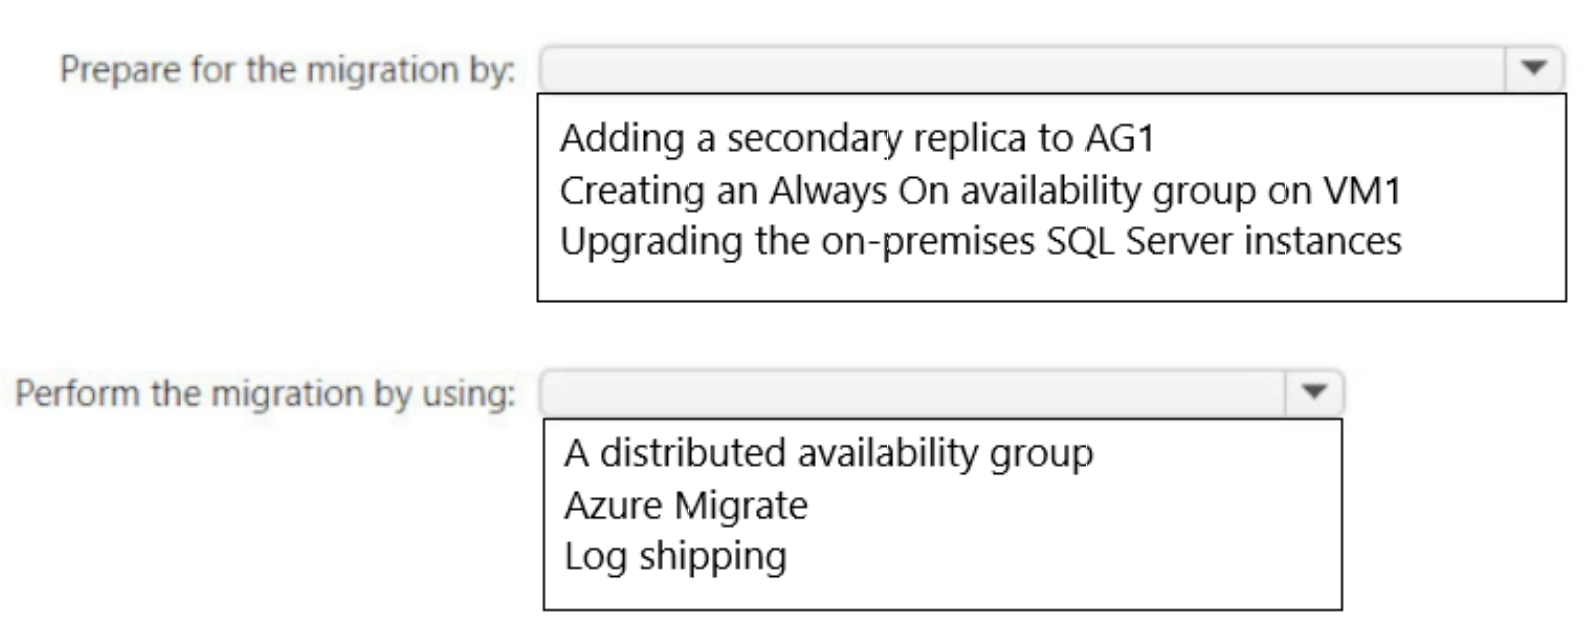 Prepare for the migration by:
Adding a secondary replica to AG1
Creating an Always On availability group on VM1
Upgrading the on-premises SQL Server instances
Perform the migration by using:
A distributed availability group
Azure Migrate
Log shipping